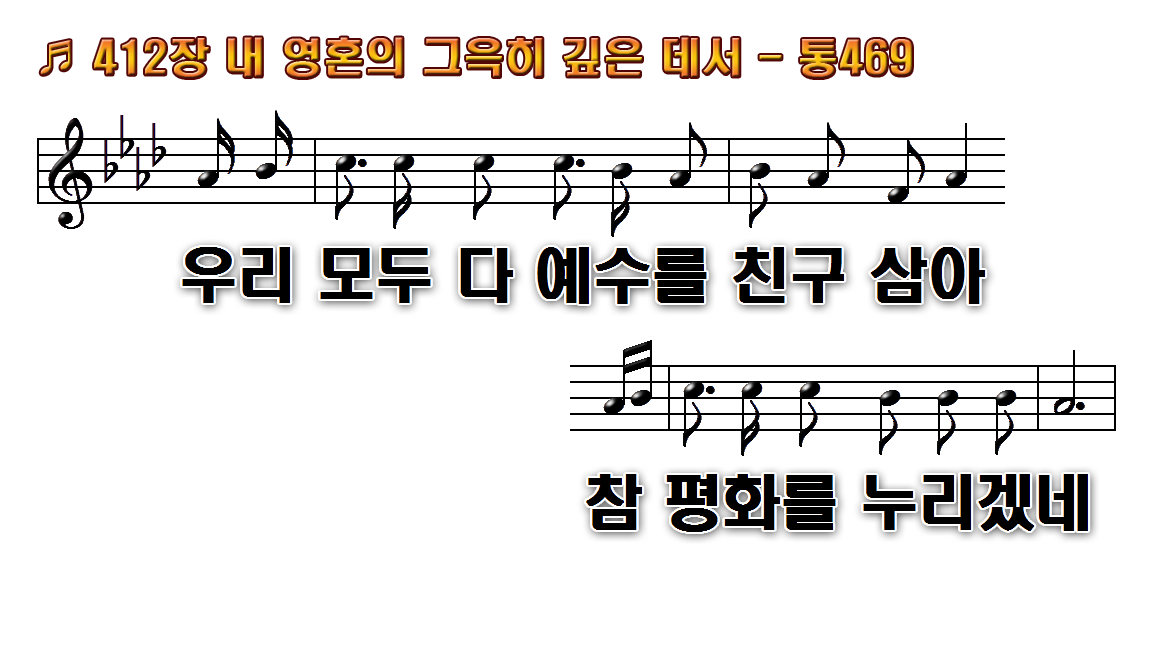 ♬ 412장 내 영혼의 그윽히 깊은 데서 - 통469
우리 모두 다 예수를 친구 삼아
참 평화를 누리겠네